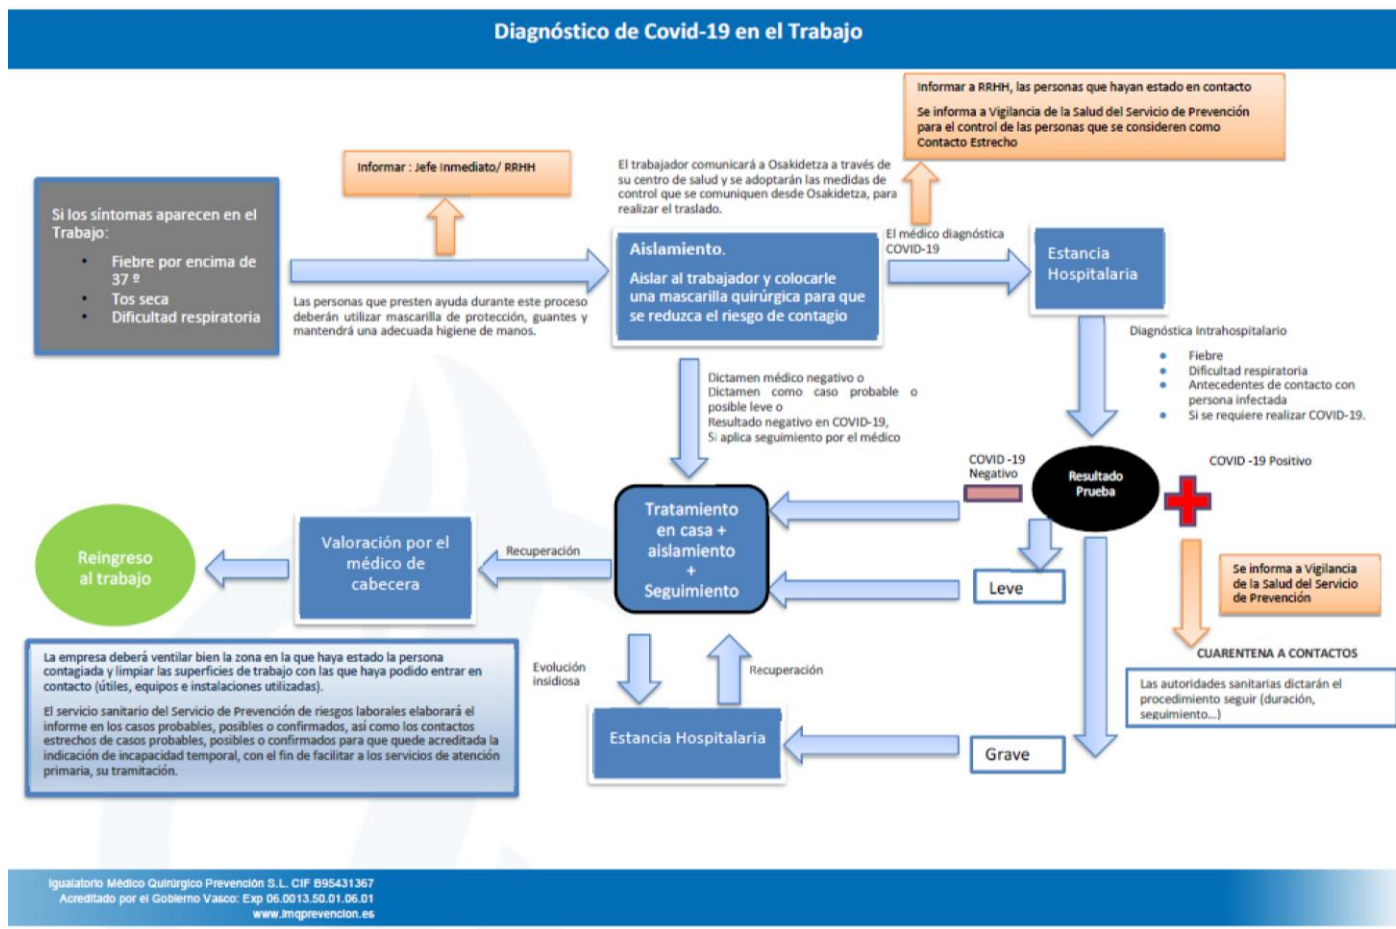 Diagnóstico de Covid-19 en el Trabajo
Informar a RRHH, las personas que hayan estado en contacto
Se informa a Vigilancia de la Salud del Servicio de Prevención
para el control de las personas que se consideren como
Contacto Estrecho
Informar : Jefe Inmediato/ RRHH
El trabajador comunicará a Osakidetza a través de
su centro de salud y se adoptarán las medidas de
control que se comuniquen desde Osakidetza, para
realizar el traslado.
Si los síntomas aparecen en el
Trabajo:
• Fiebre por encima de
37 º
• Tos seca
• Dificultad respiratoria
Las personas que presten ayuda durante este proceso
deberán utilizar mascarilla de protección, guantes y
mantendrá una adecuada higiene de manos.
Aislamiento.
Aislar al trabajador y colocarle
una mascarilla quirúrgica para que
se reduzca el riesgo de contagio
El médico diagnóstica
COVID-19
Estancia
Hospitalaria
Diagnóstica Intrahospitalario
• Fiebre
• Dificultad respiratoria
• Antecedentes de contacto con
persona infectada
• Si se requiere realizar COVID-19.
Dictamen médico negativo o
Dictamen como caso probable o
posible leve o
Resultado negativo en COVID-19,
Si aplica seguimiento por el médico
COVID -19
Negativo
Resultado
Prueba
COVID -19 Positivo
Tratamiento
en casa +
aislamiento
+
Seguimiento
Recuperación
Valoración por el
médico de
cabecera
Reingreso
al trabajo
Leve
Se informa a Vigilancia
de la Salud del Servicio
de Prevención
CUARENTENA A CONTACTOS
Las autoridades sanitarias dictarán el
procedimiento seguir (duración,
seguimiento...)
La empresa deberá ventilar bien la zona en la que haya estado la persona
contagiada y limpiar las superficies de trabajo con las que haya podido entrar en
contacto (útiles, equipos e instalaciones utilizadas).
El servicio sanitario del Servicio de Prevención de riesgos laborales elaborará el
informe en los casos probables, posibles o confirmados, así como los contactos
estrechos de casos probables, posibles o confirmados para que quede acreditada la
indicación de incapacidad temporal, con el fin de facilitar a los servicios de atención
primaria, su tramitación.
Evolución
insidiosa
Recuperación
Estancia Hospitalaria
Grave
Igualatorio Médico Quirúrgico Prevención S.L. CIF B95431367
Acreditado por el Gobierno Vasco: Exp 06.0013.50.01.06.01
www.imqprevencion.es